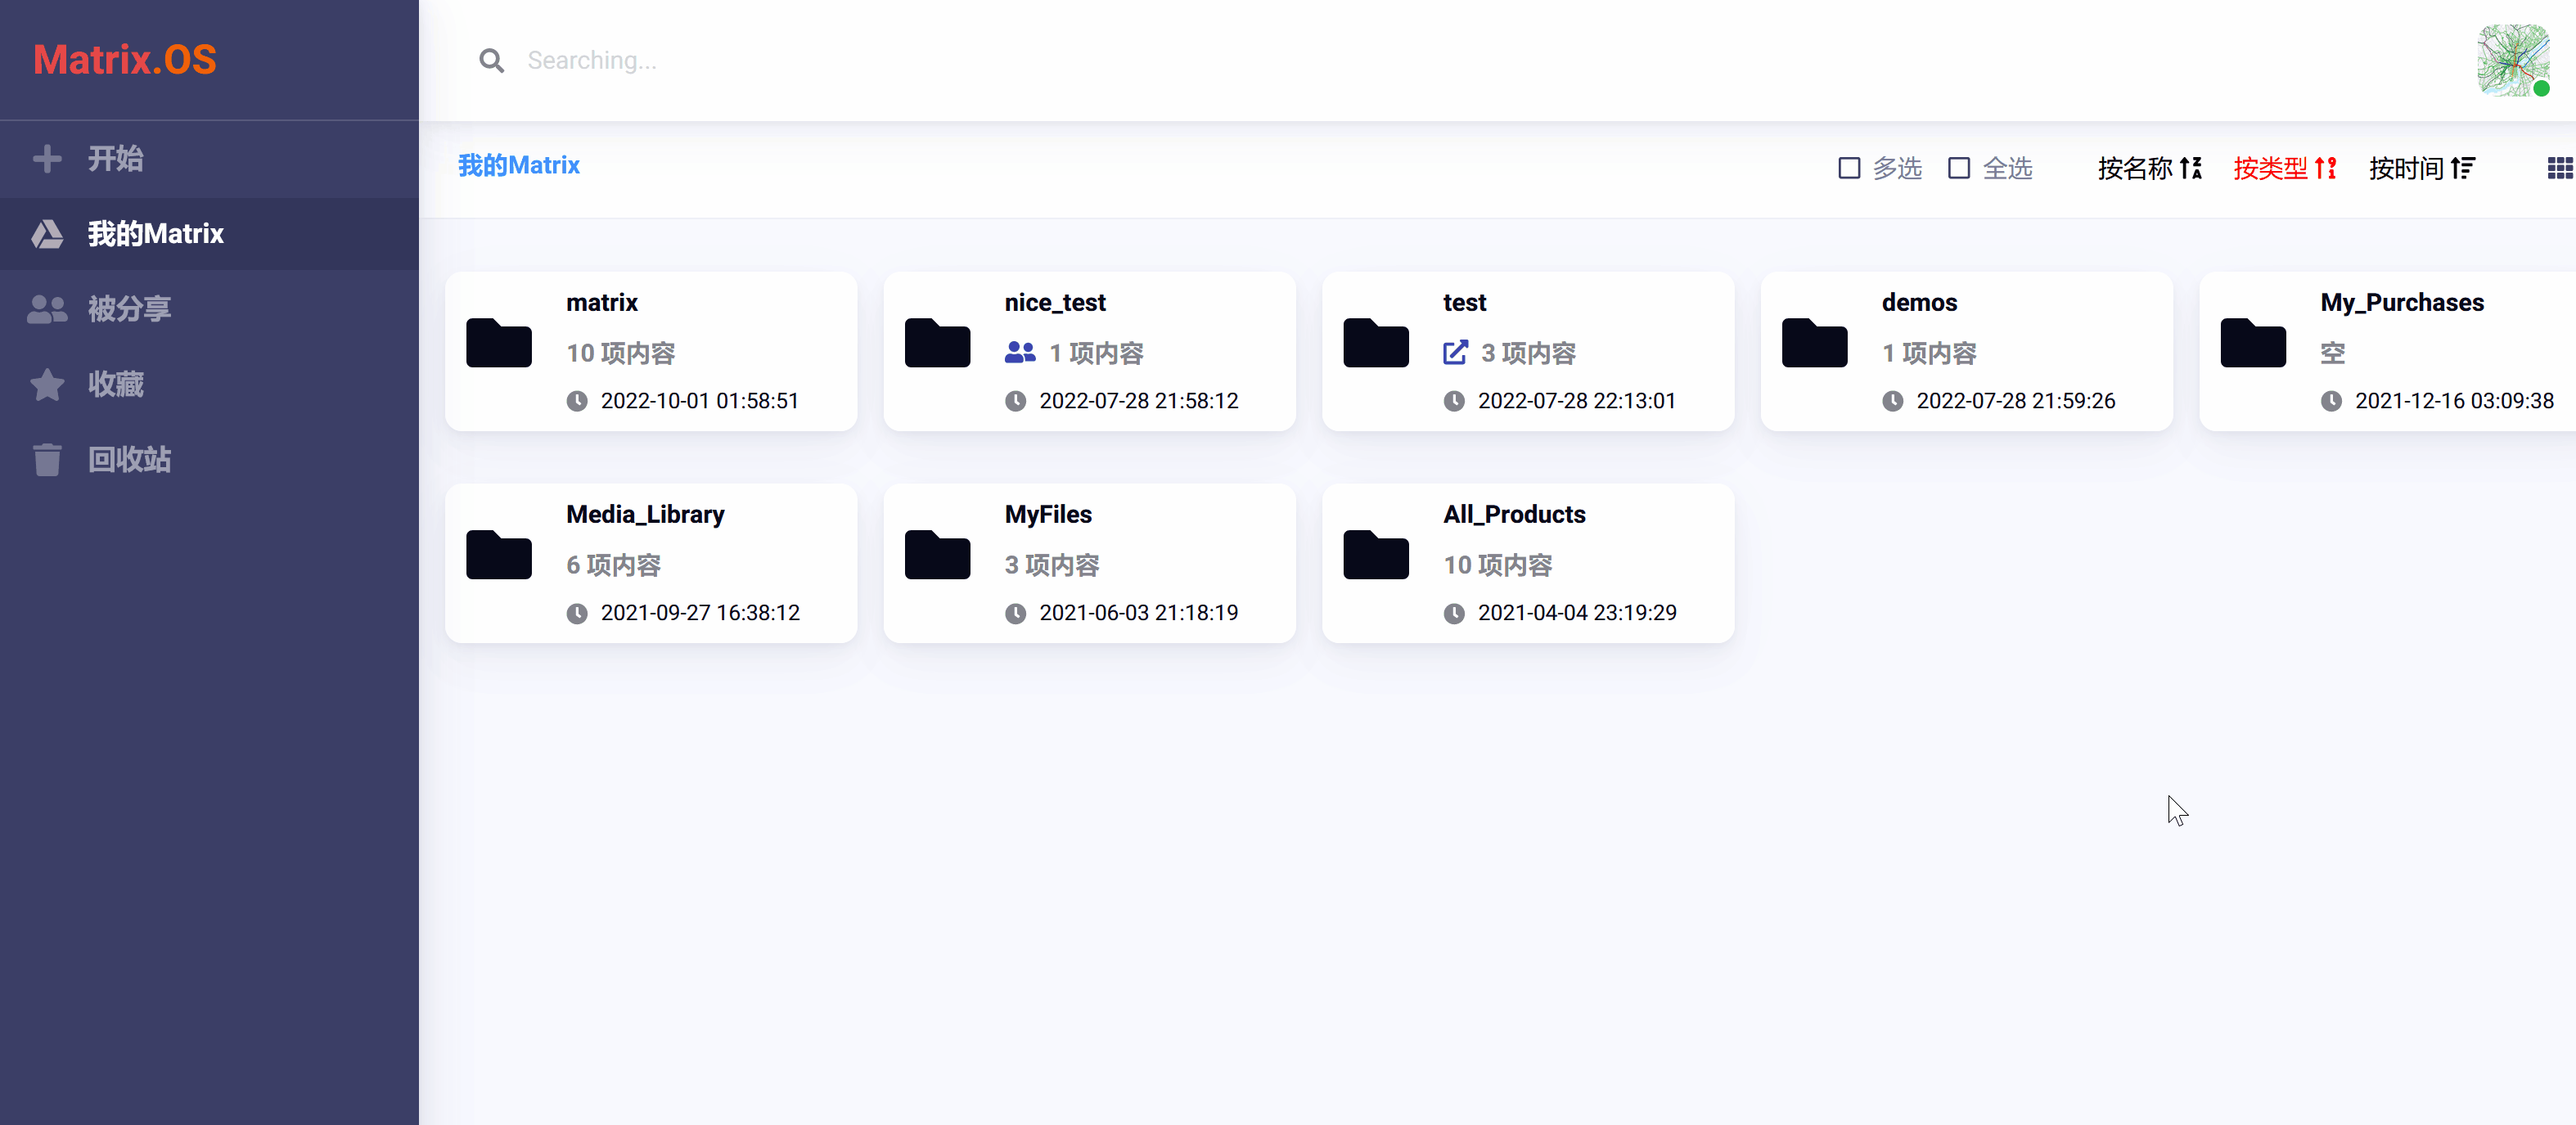 Matrix.OS
Searching...
开始
我的Matrix
被分享
收藏
回收站
我的Matrix
多选
全选
按名称
按类型
按时间
matrix
10 项内容
2022-10-01 01:58:51
nice_test
1 项内容
2022-07-28 21:58:12
test
3 项内容
2022-07-28 22:13:01
demos
1 项内容
2022-07-28 21:59:26
My_Purchases
空
2021-12-16 03:09:38
Media_Library
6 项内容
2021-09-27 16:38:12
MyFiles
3 项内容
2021-06-03 21:18:19
All_Products
10 项内容
2021-04-04 23:19:29